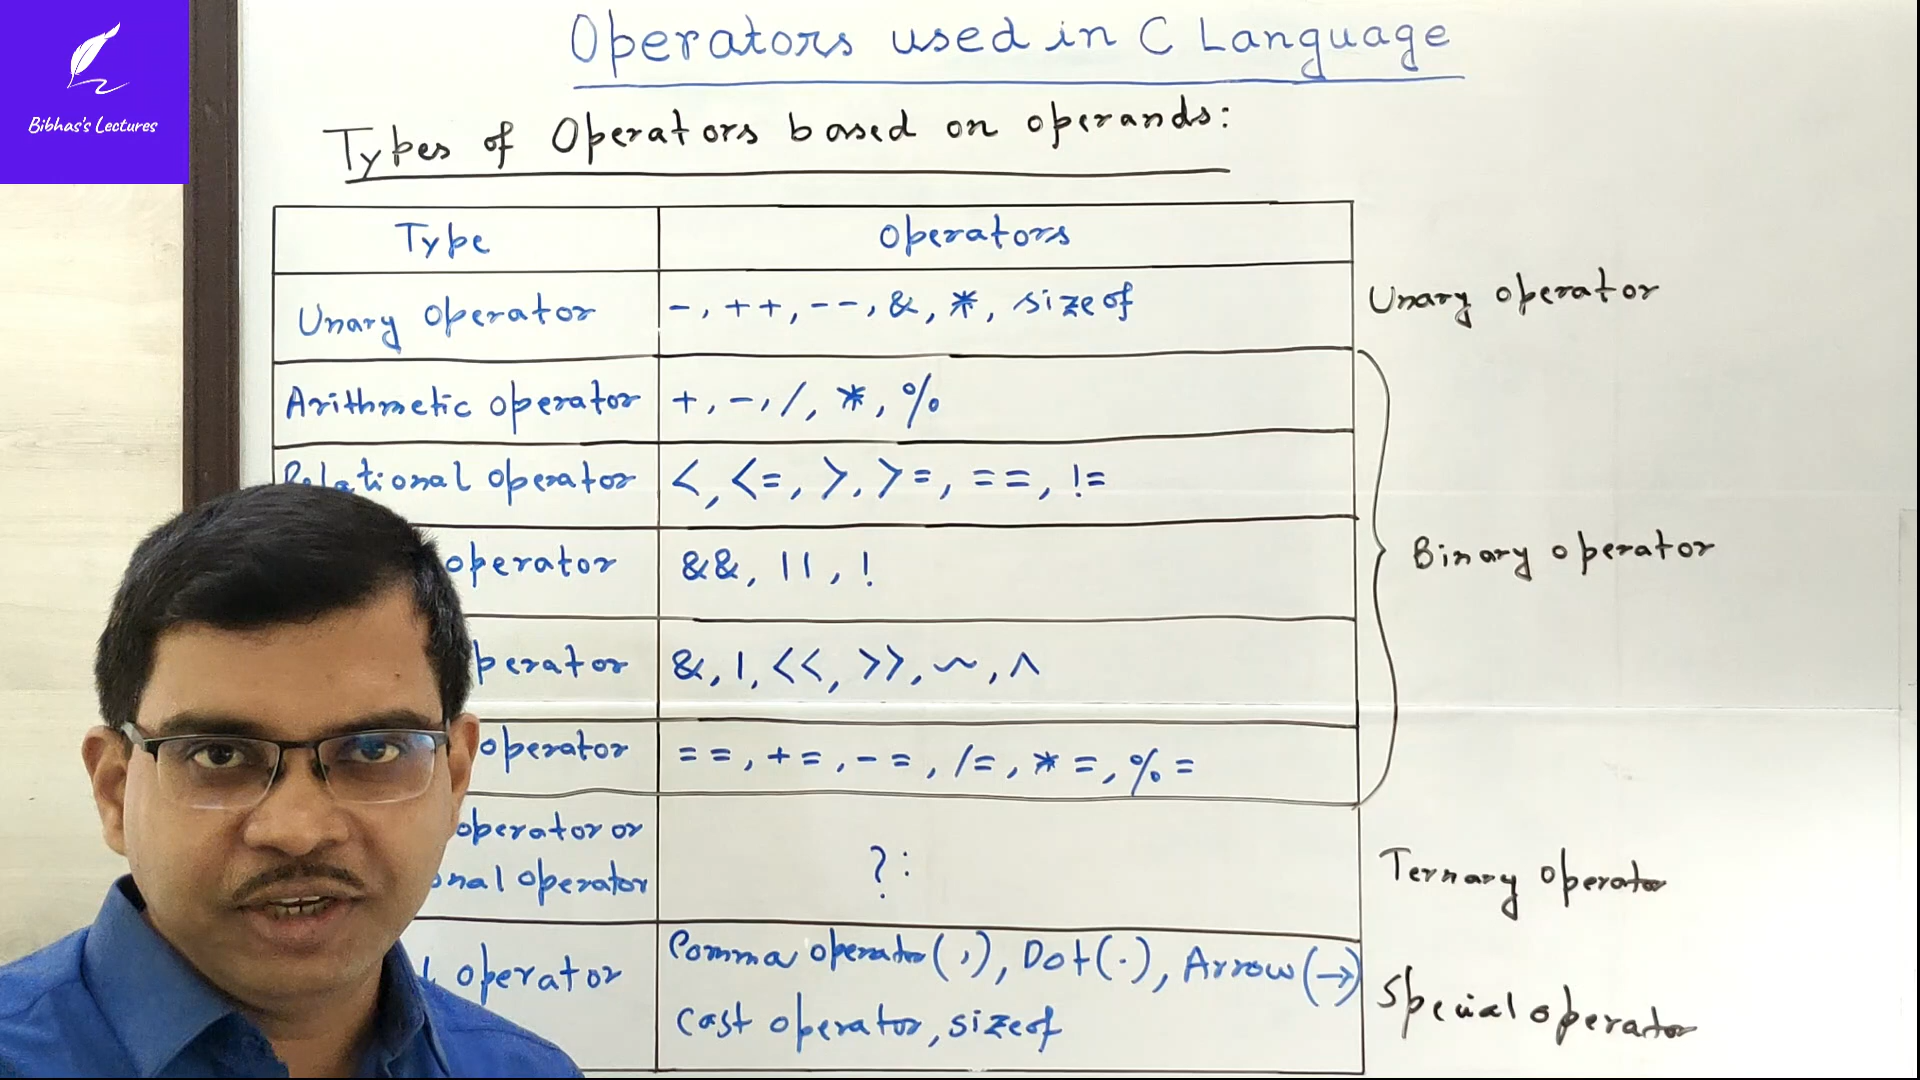 Bibhas's Lectures
Operators used in C Language
Types of Operators based on operands:
Type Operators
Unary operator -, ++, --, &, *, sizeof Unary operator
Arithmetic operator +, -, /, *, %
Relational operator <, <=, >, >=, ==, !=
operator &&, ||, !
Binary operator
perator &, |, <<, >>, ~, ^
operator ==, +=, -=, /=, *=, %=
operator or
onal operator ? : Ternary operator
operator Comma operator (,), Dot(.), Arrow(→)
cast operator, sizeof Special operator